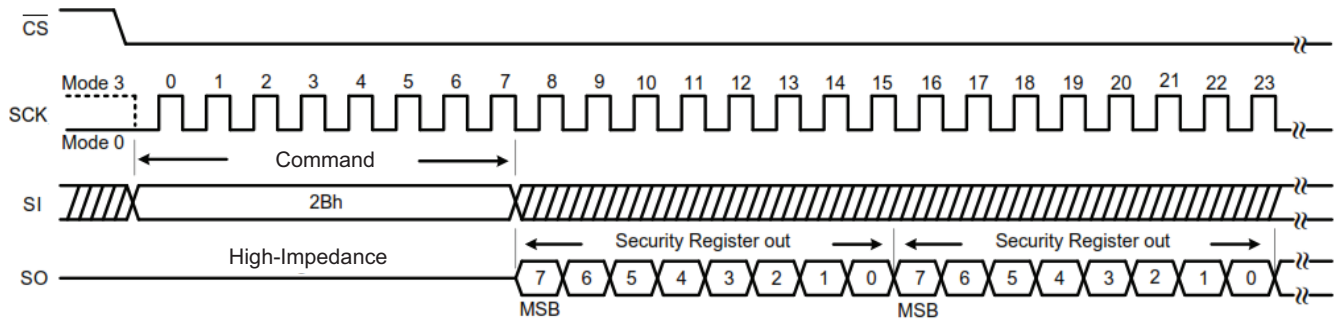 CS
Mode 3 0 1 2 3 4 5 6 7 8 9 10 11 12 13 14 15 16 17 18 19 20 21 22 23
SCK
Mode 0
Command
SI 2Bh
Security Register out Security Register out
High-Impedance
SO 7 6 5 4 3 2 1 0 7 6 5 4 3 2 1 0
MSB MSB